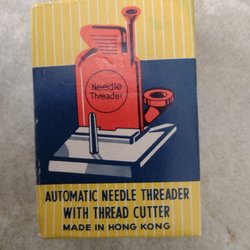 Needle
Threader
AUTOMATIC NEEDLE THREADER
WITH THREAD CUTTER
MADE IN HONG KONG